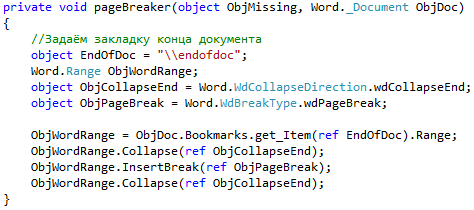 private void pageBreaker(object ObjMissing, Word._Document ObjDoc)
{
    //Задаём закладку конца документа
    object EndOfDoc = "\\endofdoc";
    Word.Range ObjWordRange;
    object ObjCollapseEnd = Word.WdCollapseDirection.wdCollapseEnd;
    object ObjPageBreak = Word.WdBreakType.wdPageBreak;

    ObjWordRange = ObjDoc.Bookmarks.get_Item(ref EndOfDoc).Range;
    ObjWordRange.Collapse(ref ObjCollapseEnd);
    ObjWordRange.InsertBreak(ref ObjPageBreak);
    ObjWordRange.Collapse(ref ObjCollapseEnd);
}